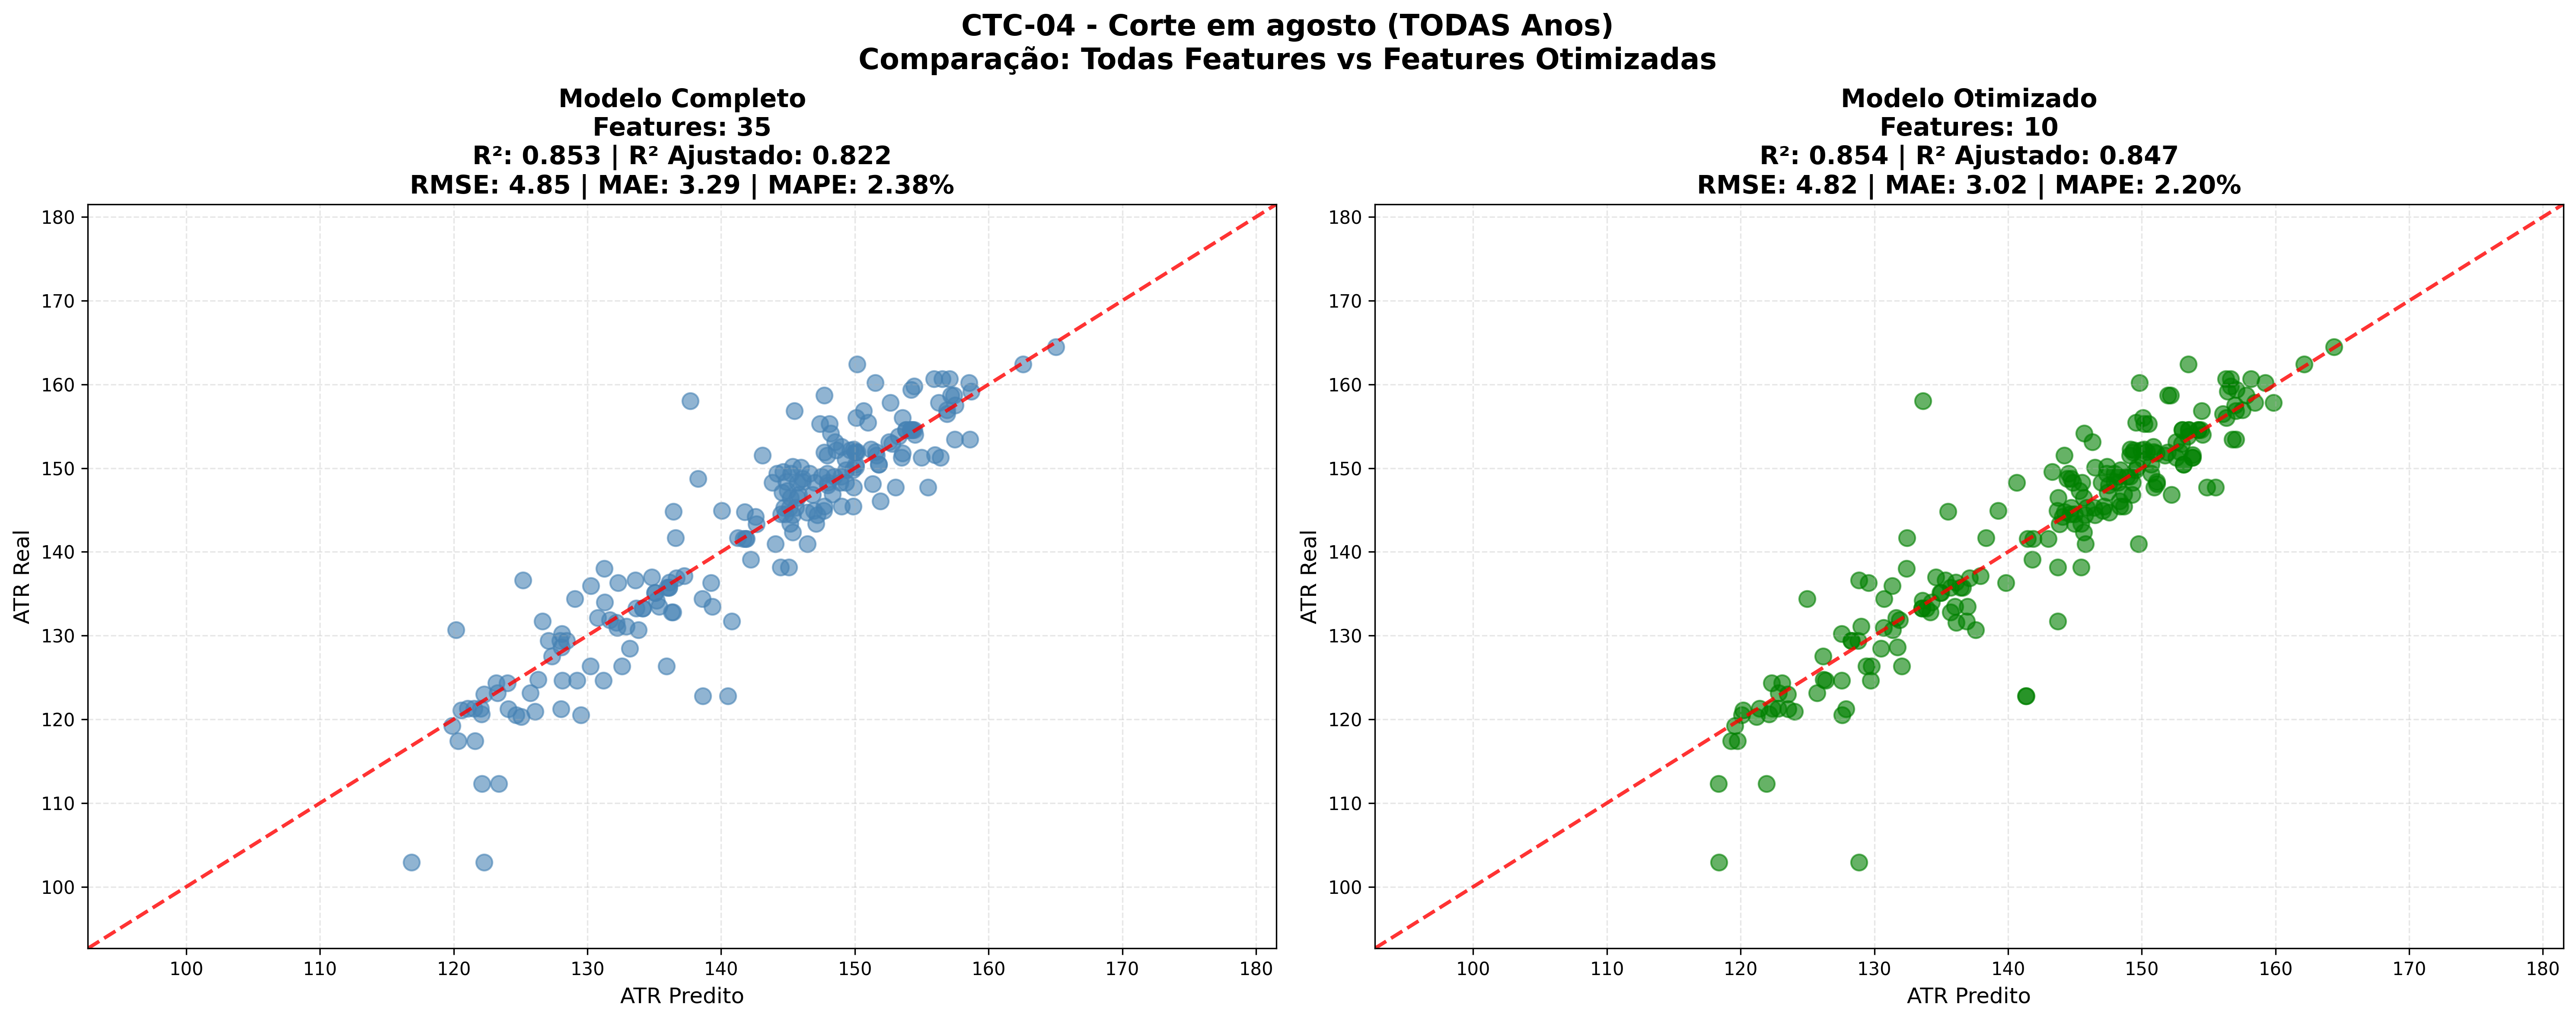 CTC-04 - Corte em agosto (TODAS Anos)
Comparação: Todas Features vs Features Otimizadas
Modelo Completo
Features: 35
R²: 0.853 | R² Ajustado: 0.822
RMSE: 4.85 | MAE: 3.29 | MAPE: 2.38%
180
170
160
150
140
130
120
110
100
ATR Real
100 110 120 130 140 150 160 170 180
ATR Predito
Modelo Otimizado
Features: 10
R²: 0.854 | R² Ajustado: 0.847
RMSE: 4.82 | MAE: 3.02 | MAPE: 2.20%
180
170
160
150
140
130
120
110
100
ATR Real
100 110 120 130 140 150 160 170 180
ATR Predito